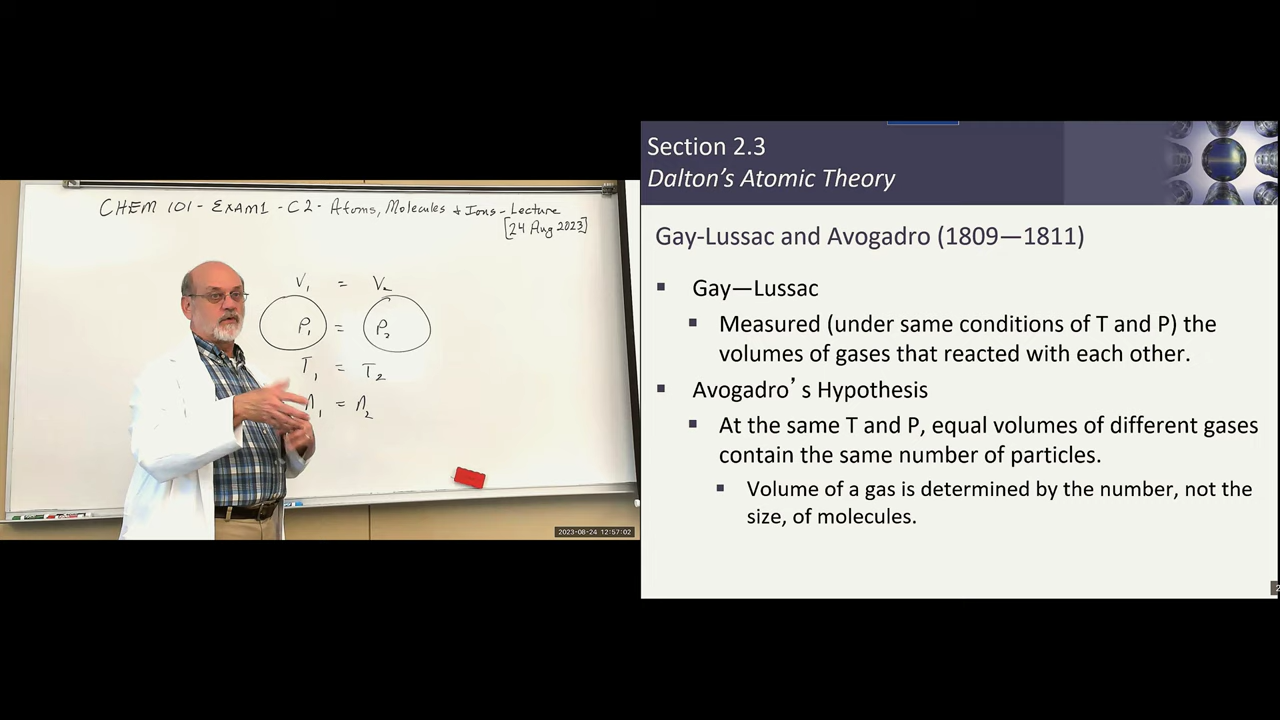 CHEM 101 - EXAM 1 - C2 - Atoms, Molecules & Ions - Lecture
[24 Aug 2023]
V₁ = V₂
P₁ = P₂
T₁ = T₂
n₁ = n₂
2023-08-24 12:57:02
Section 2.3
Dalton's Atomic Theory
Gay-Lussac and Avogadro (1809—1811)
▪ Gay—Lussac
▪ Measured (under same conditions of T and P) the
volumes of gases that reacted with each other.
▪ Avogadro's Hypothesis
▪ At the same T and P, equal volumes of different gases
contain the same number of particles.
▪ Volume of a gas is determined by the number, not the
size, of molecules.